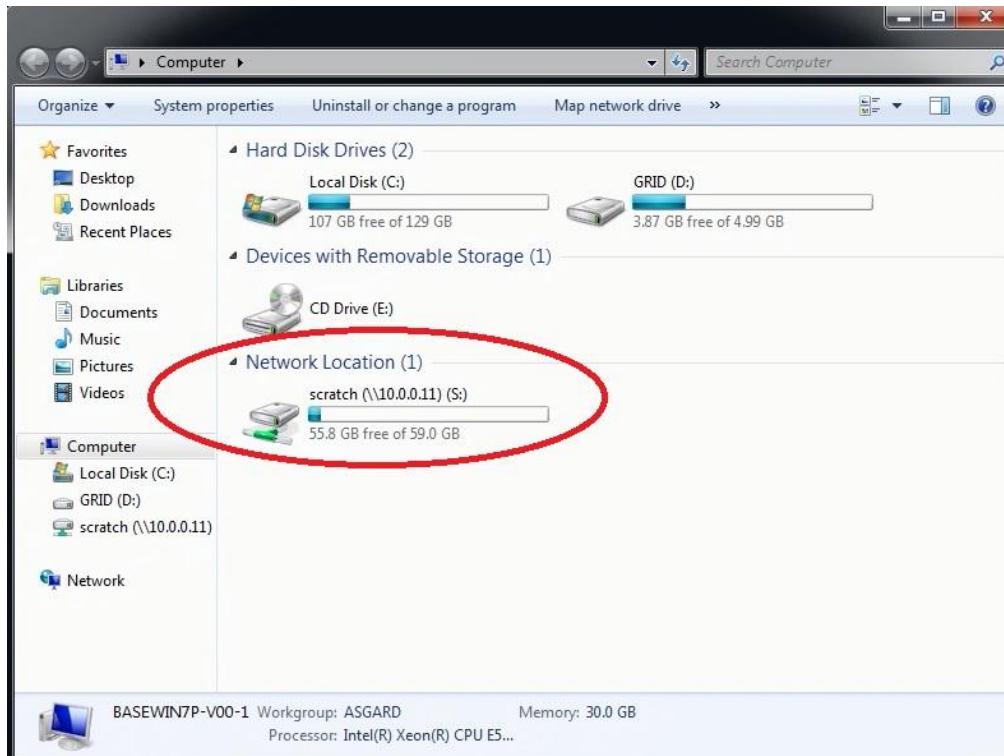 Computer
Search Computer
Organize System properties Uninstall or change a program Map network drive »
Favorites
Desktop
Downloads
Recent Places
Libraries
Documents
Music
Pictures
Videos
Computer
Local Disk (C:)
GRID (D:)
scratch (\\10.0.0.11)
Network
Hard Disk Drives (2)
Local Disk (C:)
107 GB free of 129 GB
GRID (D:)
3.87 GB free of 4.99 GB
Devices with Removable Storage (1)
CD Drive (E:)
Network Location (1)
scratch (\\10.0.0.11) (S:)
55.8 GB free of 59.0 GB
BASEWIN7P-V00-1 Workgroup: ASGARD Memory: 30.0 GB
Processor: Intel(R) Xeon(R) CPU E5...